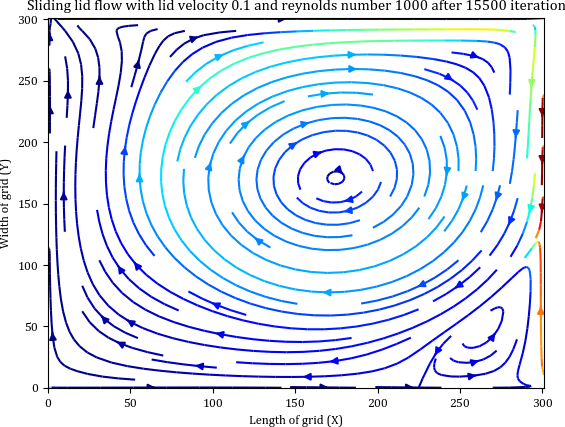 Sliding lid flow with lid velocity 0.1 and reynolds number 1000 after 15500 iteration
300
250
200
150
100
50
0
Width of grid (Y)
0 50 100 150 200 250 300
Length of grid (X)